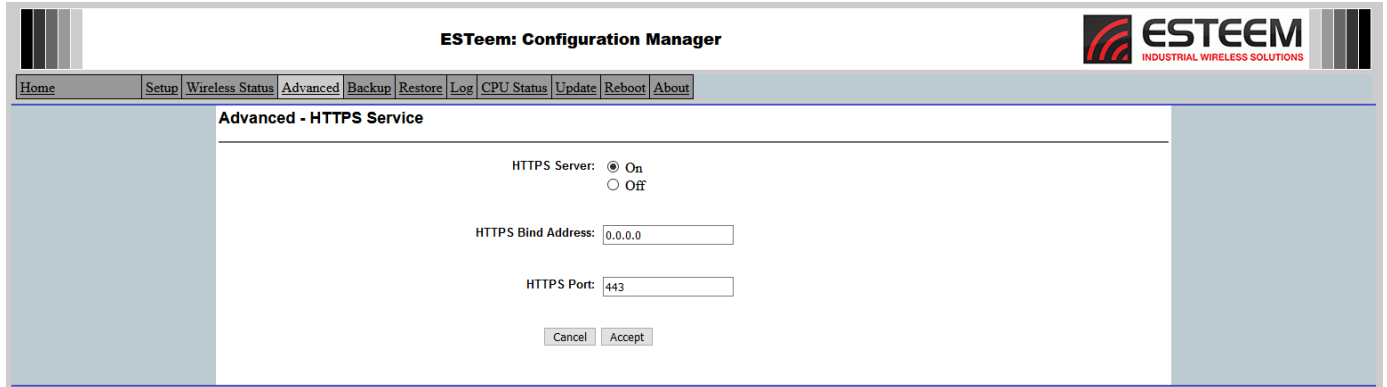 ESTeem: Configuration Manager
ESTEEM
INDUSTRIAL WIRELESS SOLUTIONS
Home Setup Wireless Status Advanced Backup Restore Log CPU Status Update Reboot About
Advanced - HTTPS Service
HTTPS Server: On
Off
HTTPS Bind Address: 0.0.0.0
HTTPS Port: 443
Cancel Accept